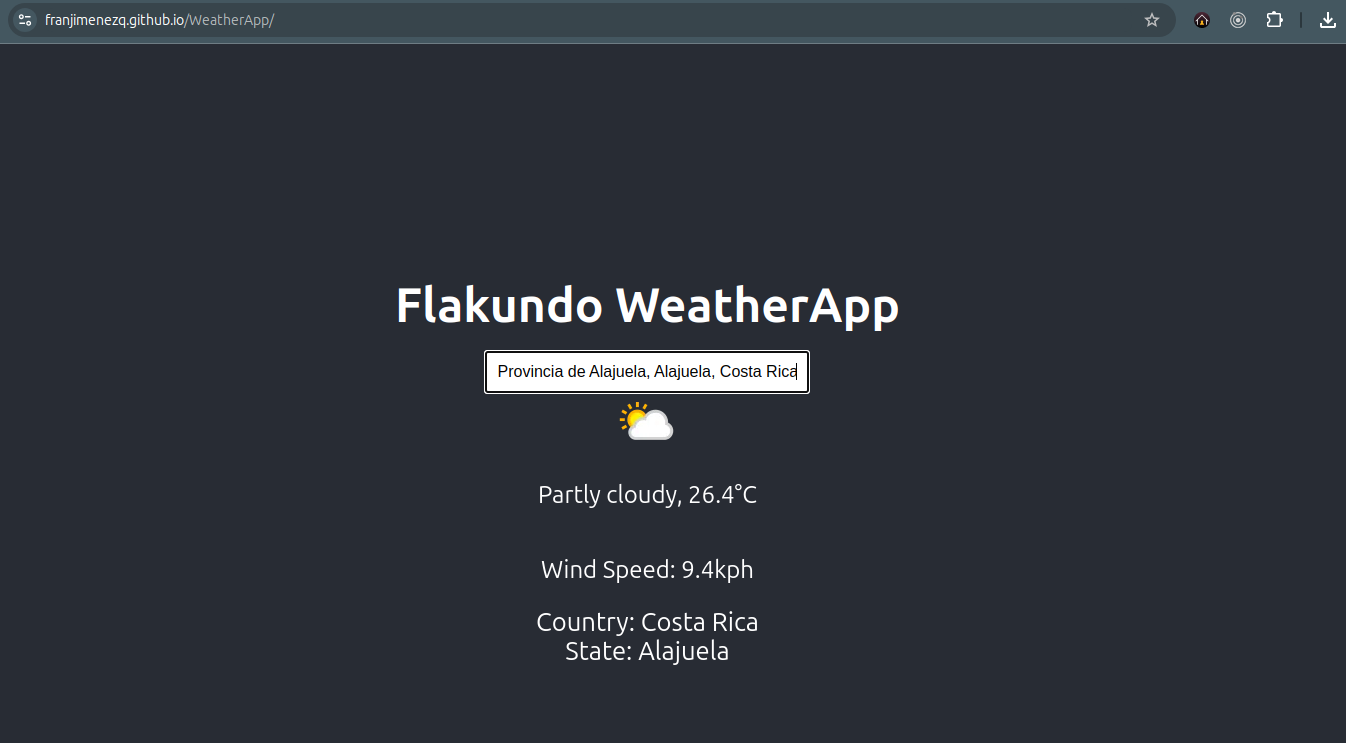 franjimenezq.github.io/WeatherApp/
Flakundo WeatherApp
Provincia de Alajuela, Alajuela, Costa Rica
Partly cloudy, 26.4°C
Wind Speed: 9.4kph
Country: Costa Rica
State: Alajuela